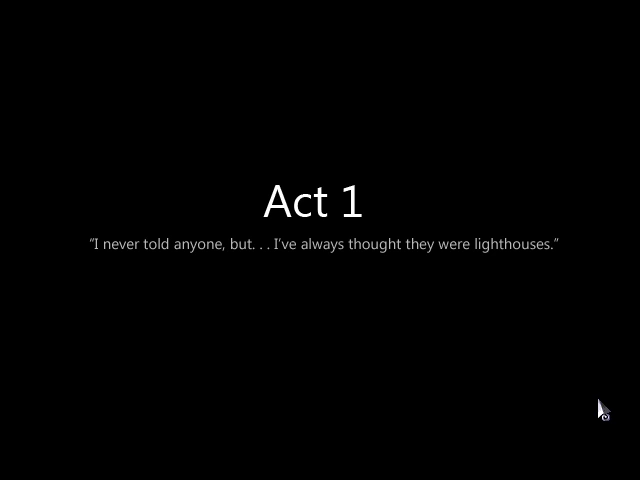 Act 1
“I never told anyone, but. . . I’ve always thought they were lighthouses.”